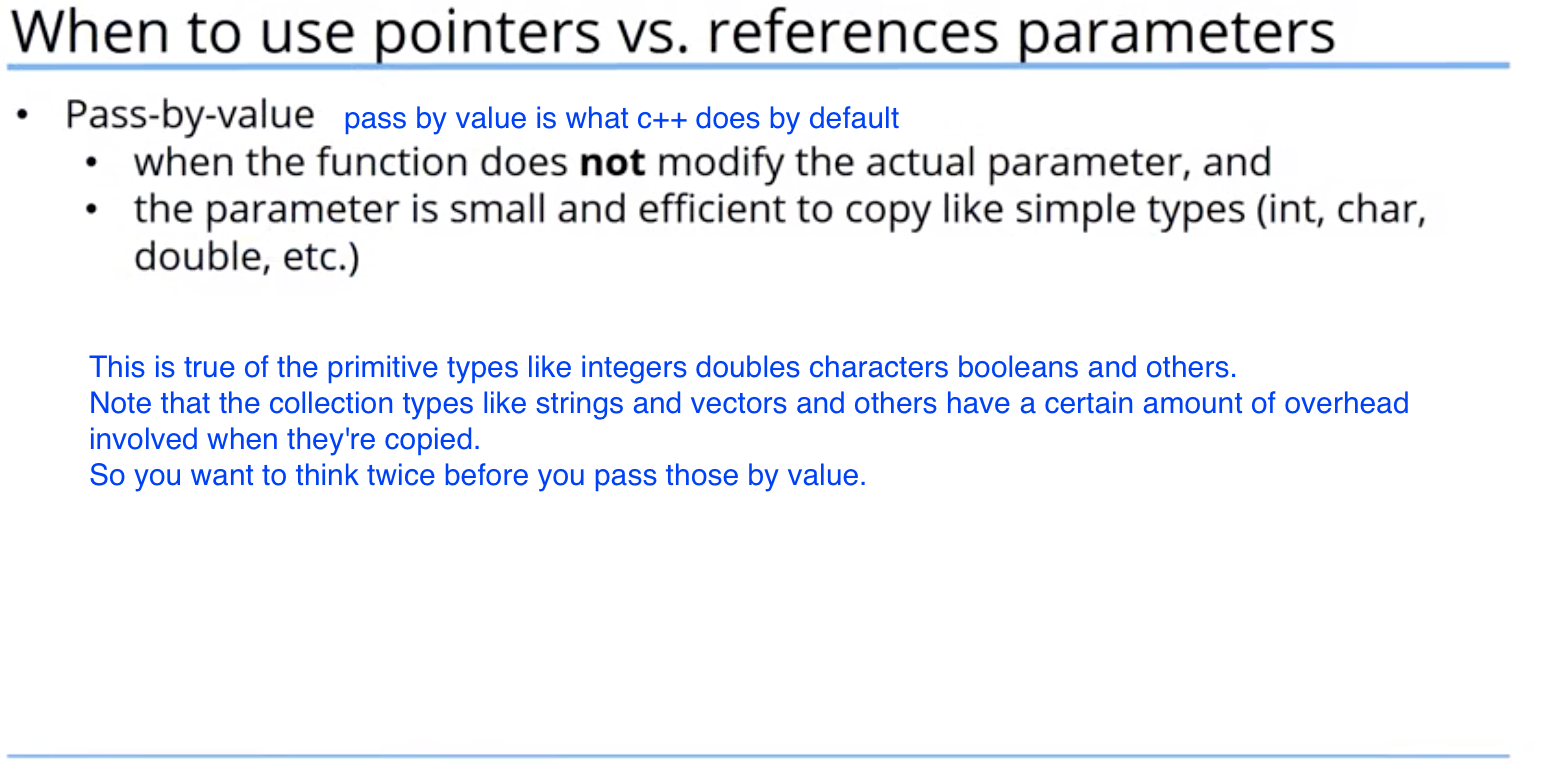 When to use pointers vs. references parameters
• Pass-by-value pass by value is what c++ does by default
• when the function does not modify the actual parameter, and
• the parameter is small and efficient to copy like simple types (int, char,
double, etc.)
This is true of the primitive types like integers doubles characters booleans and others.
Note that the collection types like strings and vectors and others have a certain amount of overhead
involved when they're copied.
So you want to think twice before you pass those by value.